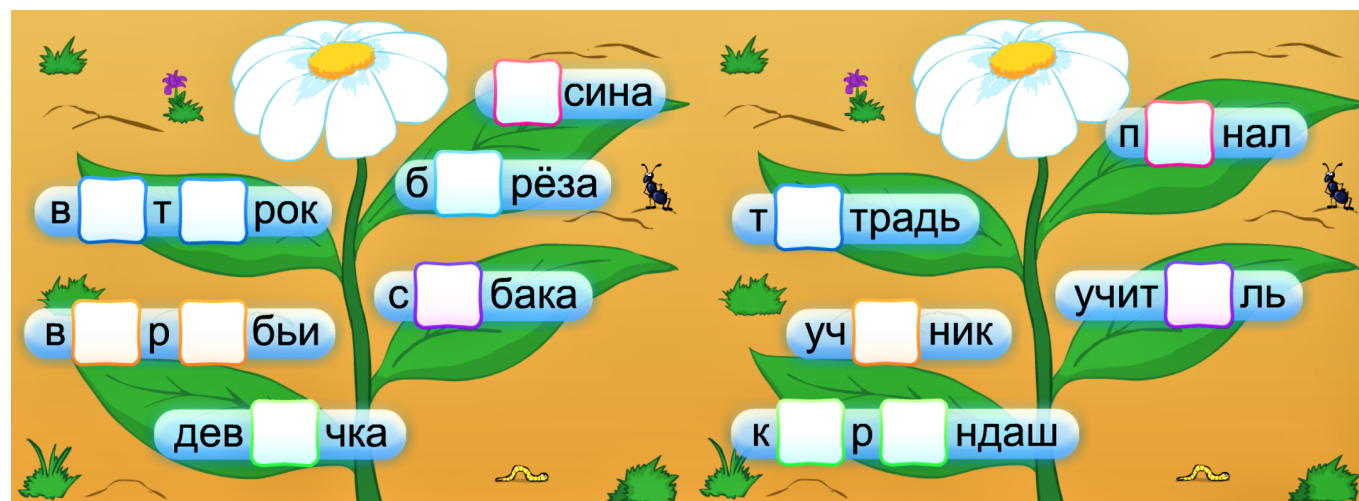 сина
б рёза
в т рок
с бака
в р бьи
дев чка
п нал
т традь
учит ль
уч ник
к р ндаш